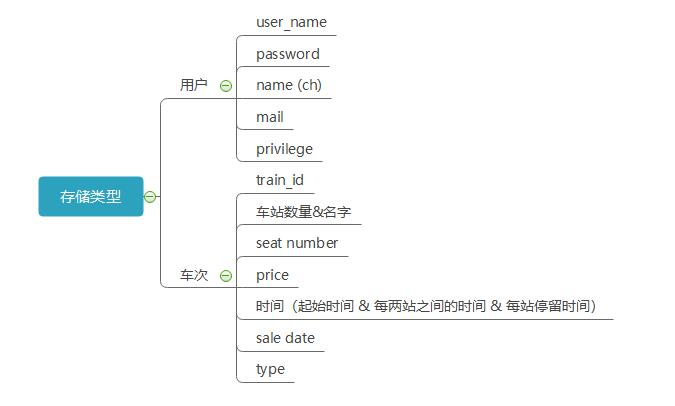 存储类型
用户
user_name
password
name (ch)
mail
privilege
车次
train_id
车站数量&名字
seat number
price
时间（起始时间 & 每两站之间的时间 & 每站停留时间）
sale date
type